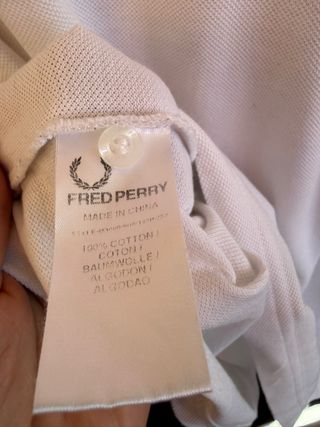 FRED PERRY
MADE IN CHINA
100% COTTON /
COTON /
BAUMWOLLE /
ALGODON /
ALGODAO